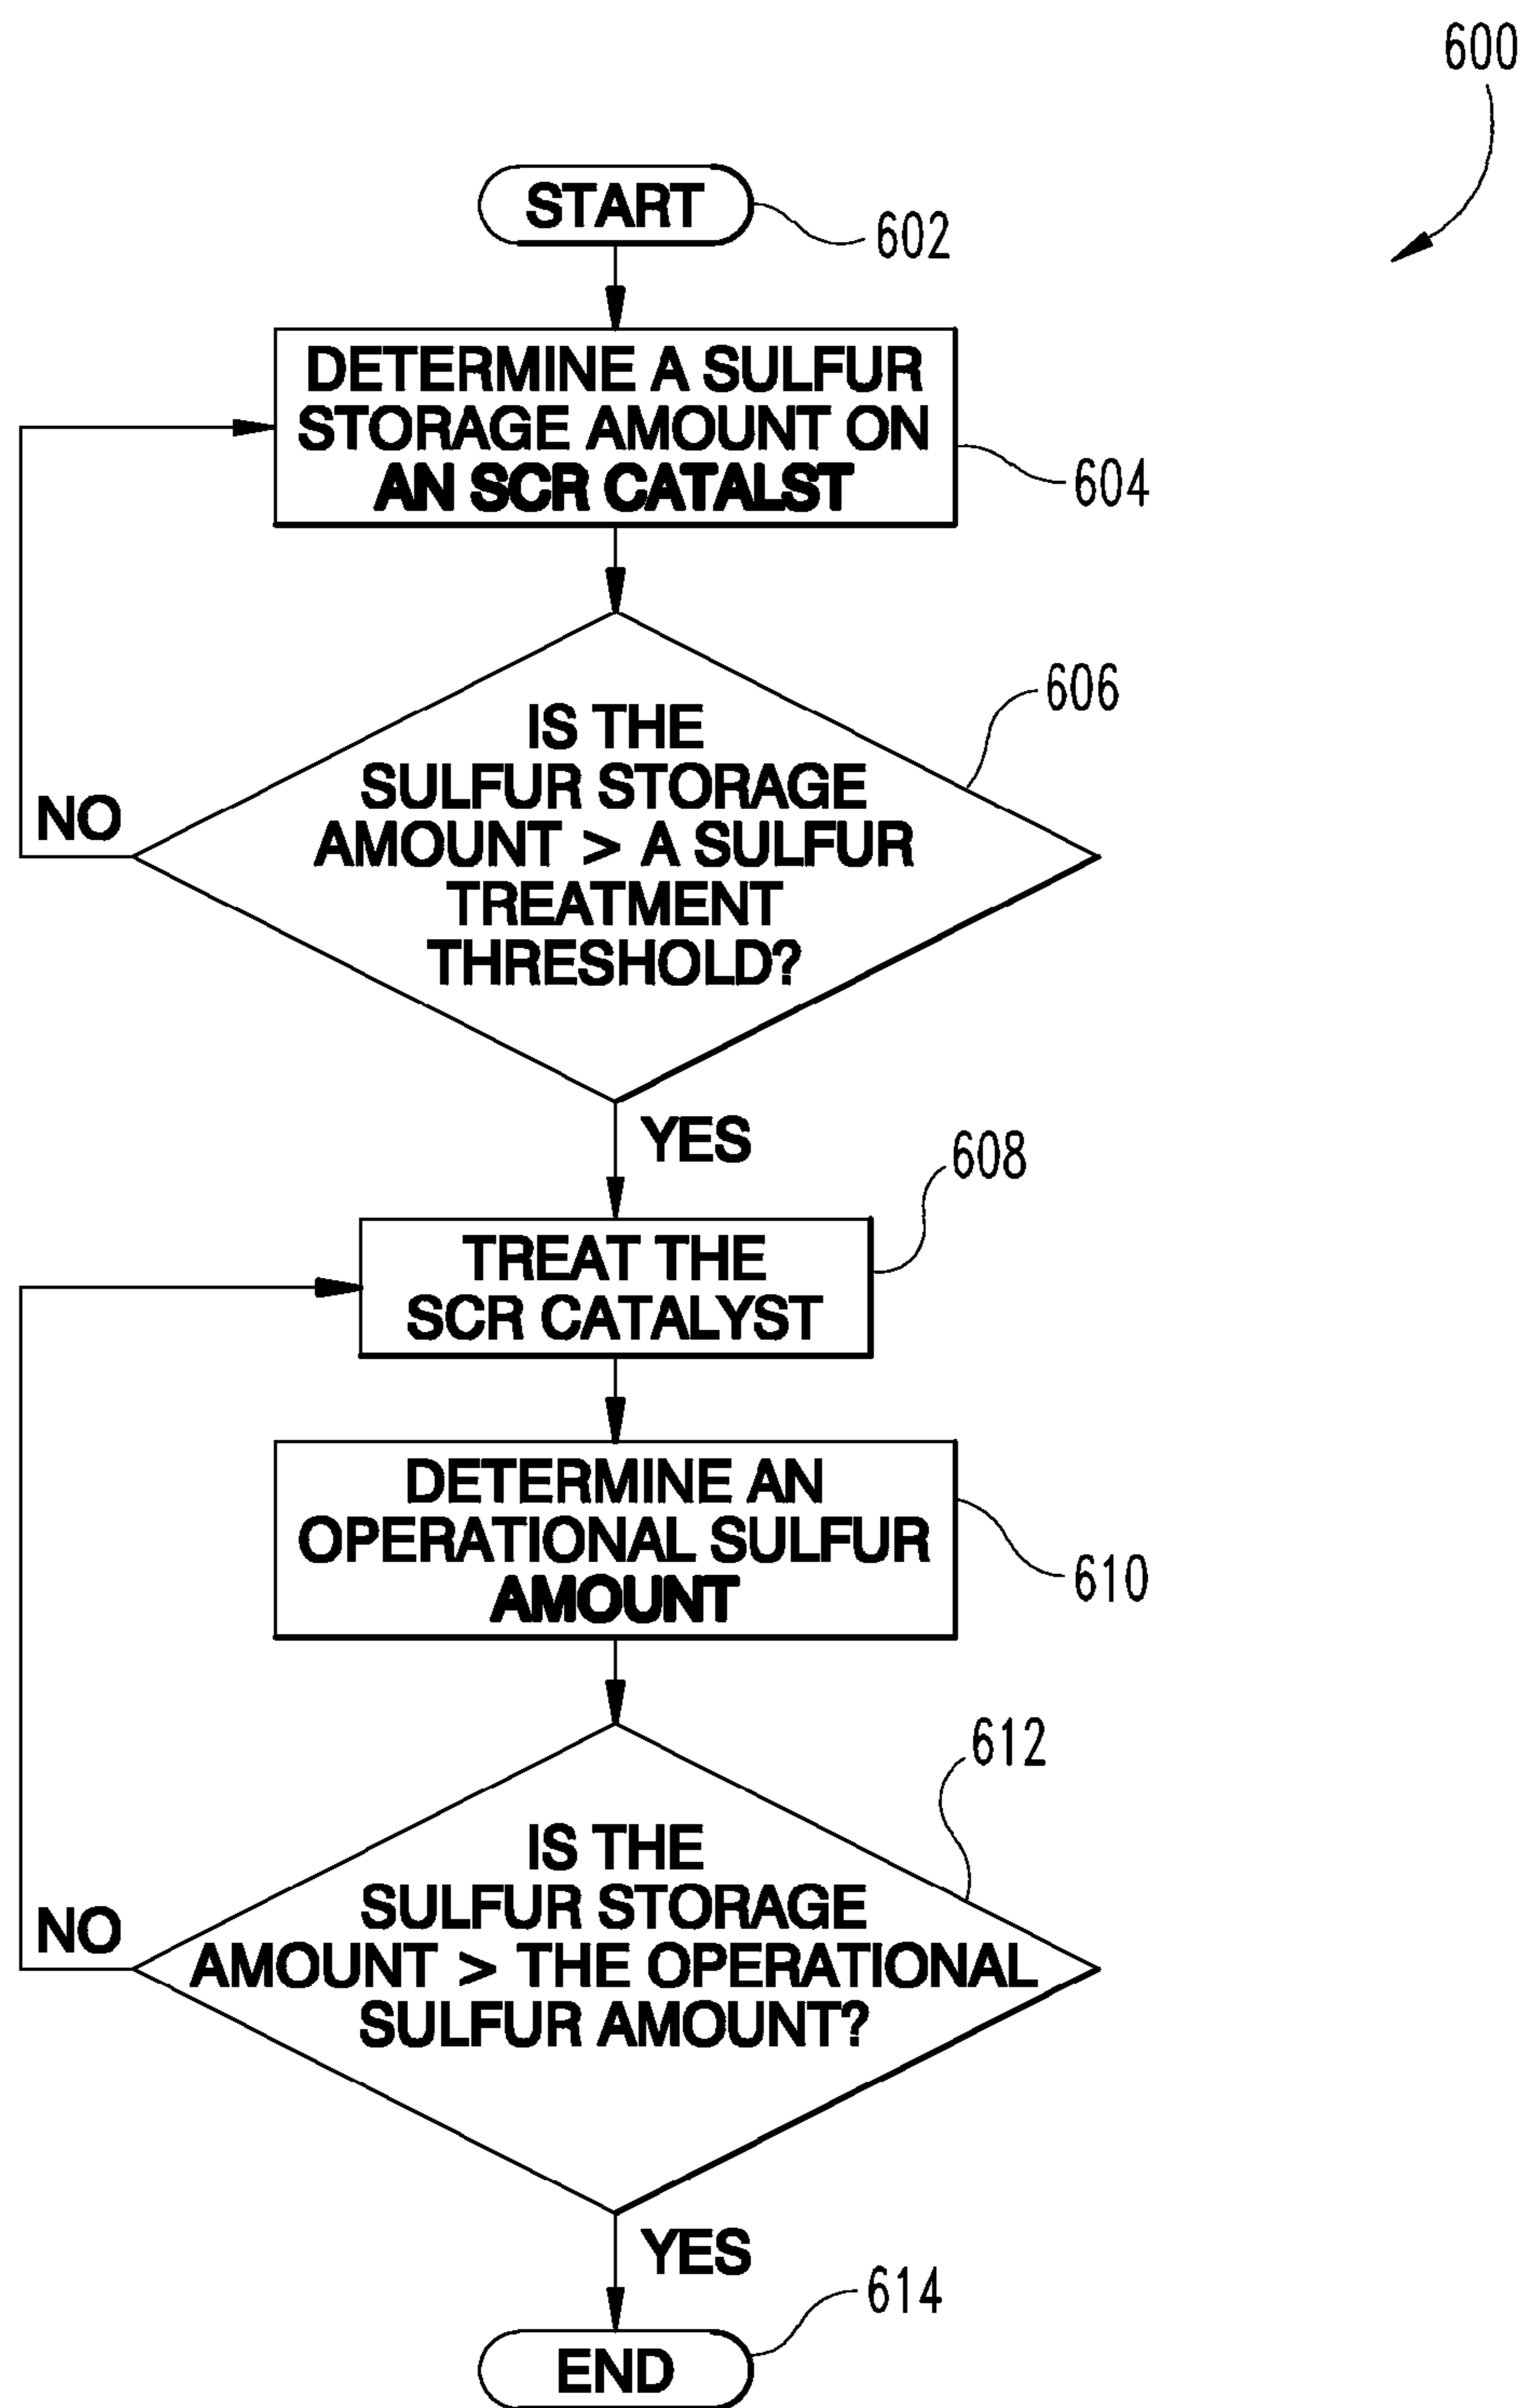 600
START
602
DETERMINE A SULFUR
STORAGE AMOUNT ON
AN SCR CATALST
604
606
IS THE
SULFUR STORAGE
AMOUNT > A SULFUR
TREATMENT
THRESHOLD?
NO
YES
608
TREAT THE
SCR CATALYST
DETERMINE AN
OPERATIONAL SULFUR
AMOUNT
610
612
IS THE
SULFUR STORAGE
AMOUNT > THE OPERATIONAL
SULFUR AMOUNT?
NO
YES
614
END